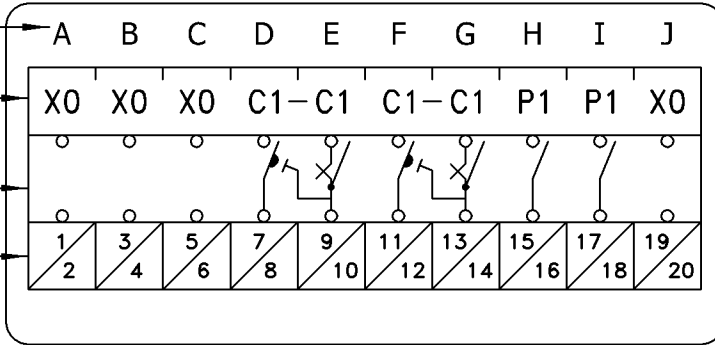 A B C D E F G H I J
X0 X0 X0 C1-C1 C1-C1 P1 P1 X0
1 3 5 7 9 11 13 15 17 19
2 4 6 8 10 12 14 16 18 20